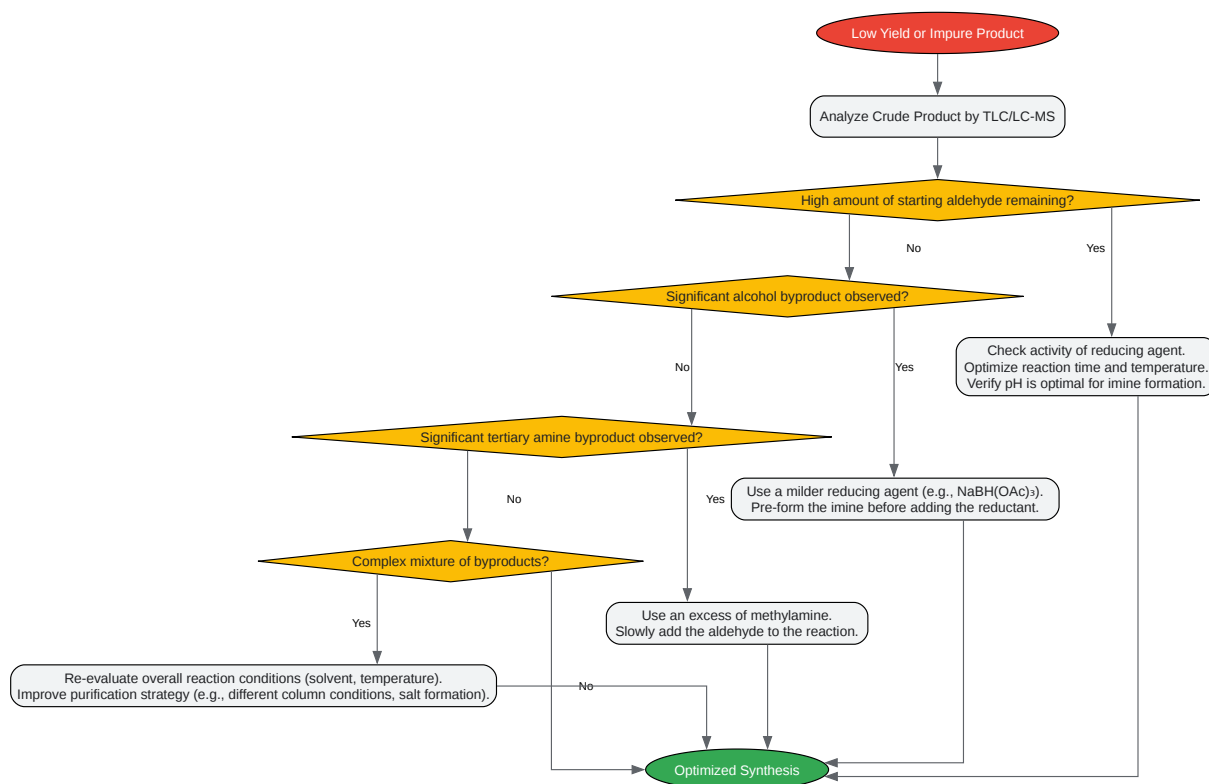 Low Yield or Impure Product
Analyze Crude Product by TLC/LC-MS
High amount of starting aldehyde remaining?
No
Yes
Significant alcohol byproduct observed?
Check activity of reducing agent.
Optimize reaction time and temperature.
Verify pH is optimal for imine formation.
No
Yes
Significant tertiary amine byproduct observed?
Use a milder reducing agent (e.g., NaBH(OAc)₃).
Pre-form the imine before adding the reductant.
No
Yes
Complex mixture of byproducts?
Use an excess of methylamine.
Slowly add the aldehyde to the reaction.
Yes
Re-evaluate overall reaction conditions (solvent, temperature).
Improve purification strategy (e.g., different column conditions, salt formation).
No
Optimized Synthesis